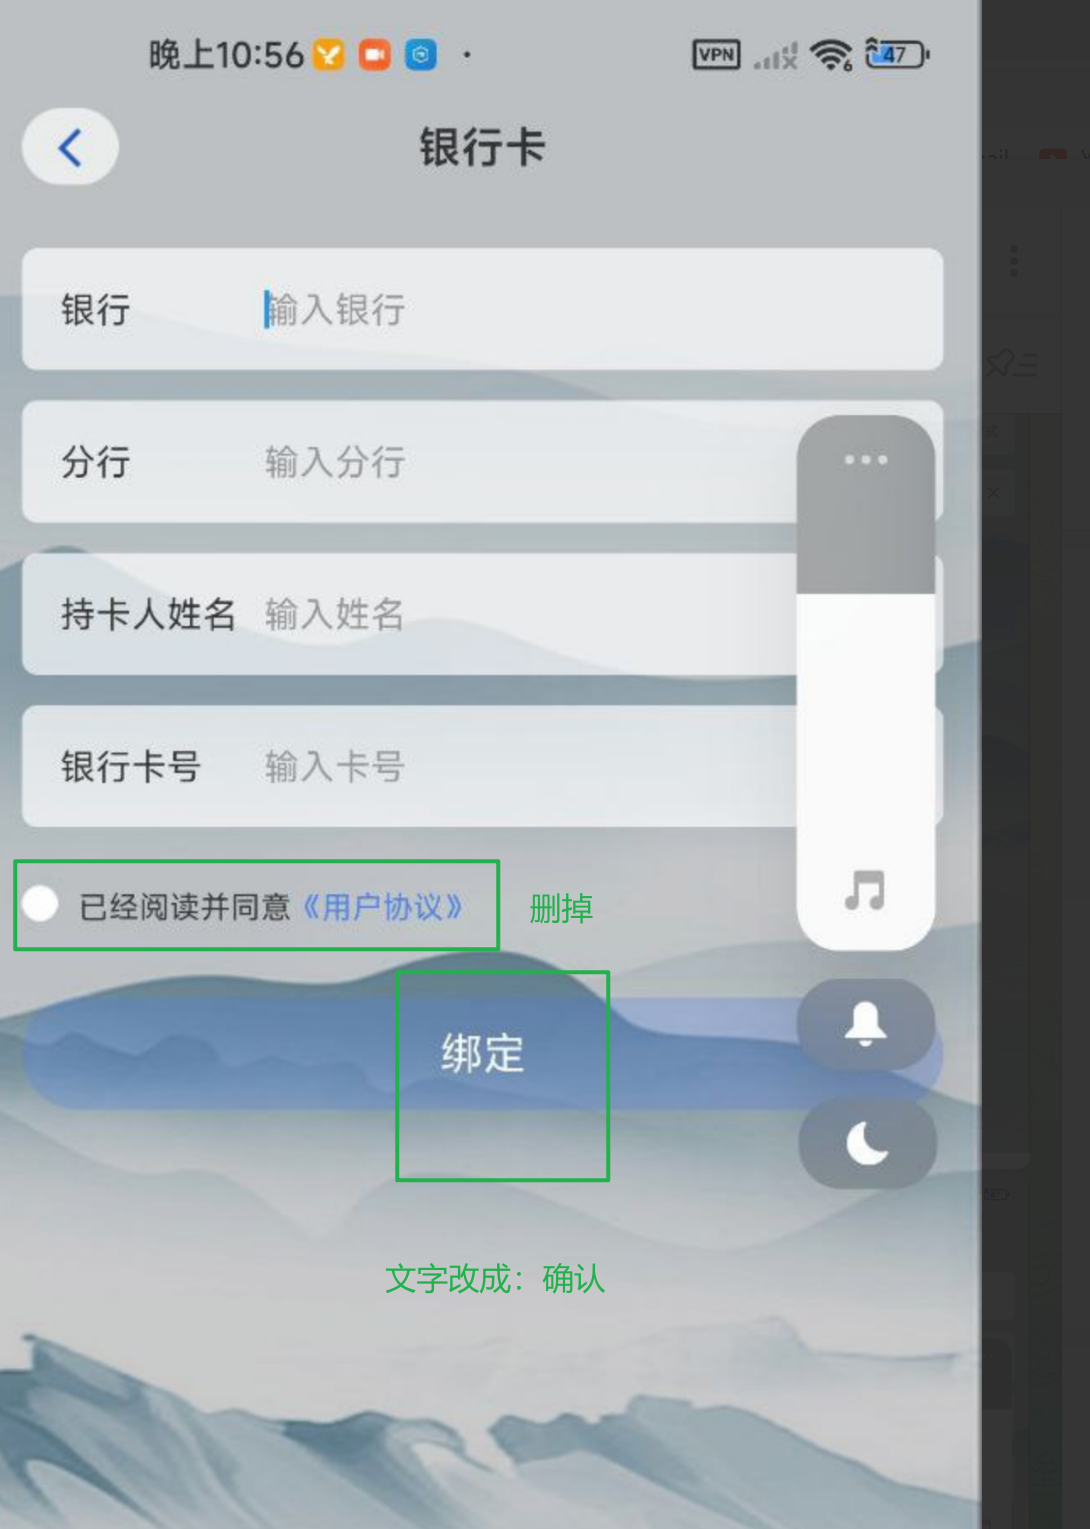 晚上10:56
VPN
6
47
银行卡
银行 输入银行
分行 输入分行
持卡人姓名 输入姓名
银行卡号 输入卡号
已经阅读并同意《用户协议》 删掉
绑定
文字改成：确认